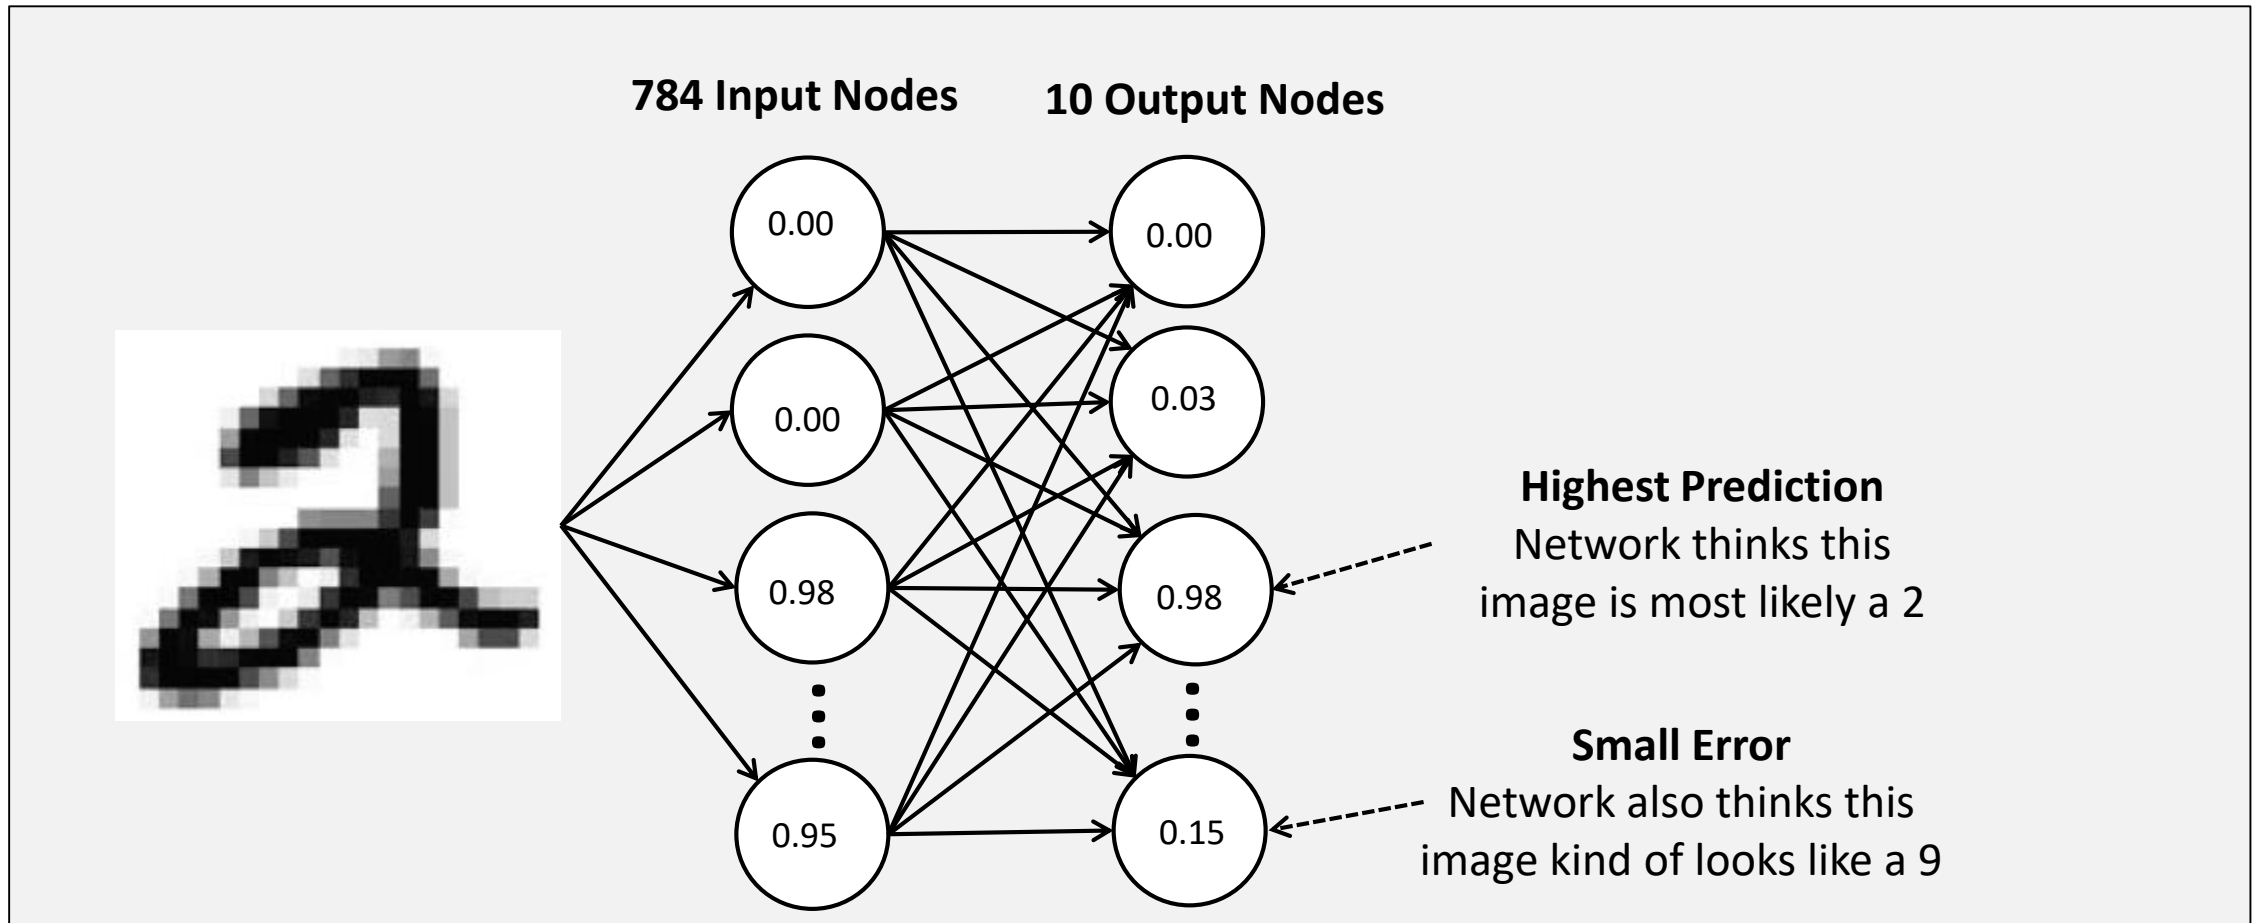 784 Input Nodes
10 Output Nodes
0.00
0.00
0.98
0.95
0.00
0.03
0.98
0.15
Highest Prediction
Network thinks this
image is most likely a 2
Small Error
Network also thinks this
image kind of looks like a 9
2